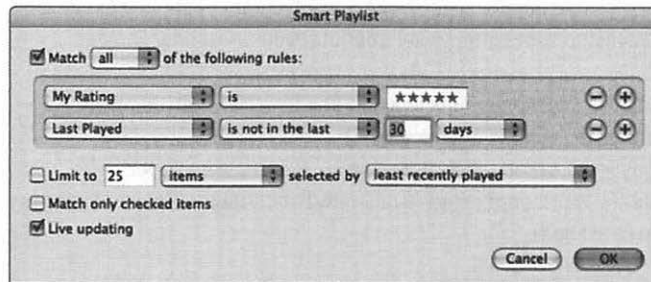 Smart Playlist
Match all of the following rules:
My Rating is ★★★★★
Last Played is not in the last 30 days
Limit to 25 items selected by least recently played
Match only checked items
Live updating
Cancel OK